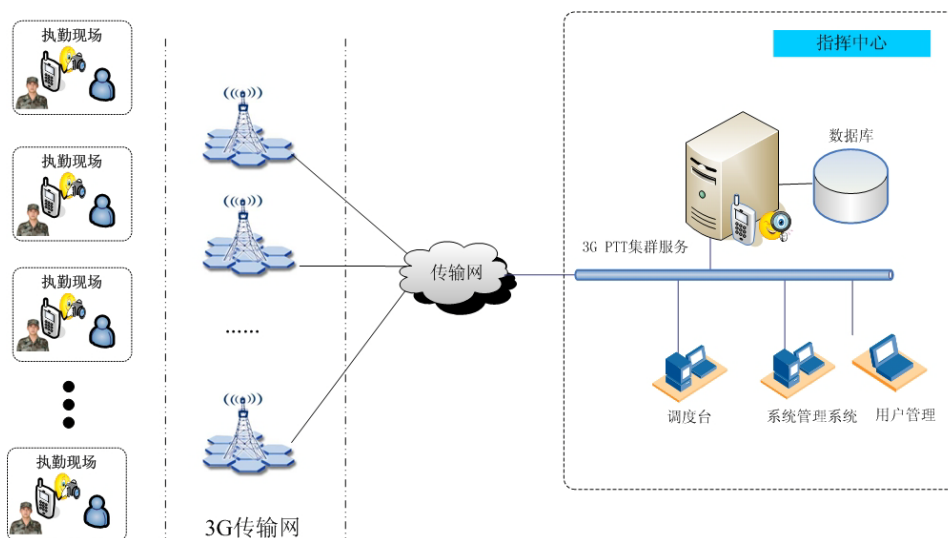 执勤现场
执勤现场
执勤现场
执勤现场
……
3G传输网
传输网
指挥中心
数据库
3G PTT集群服务
调度台
系统管理系统
用户管理